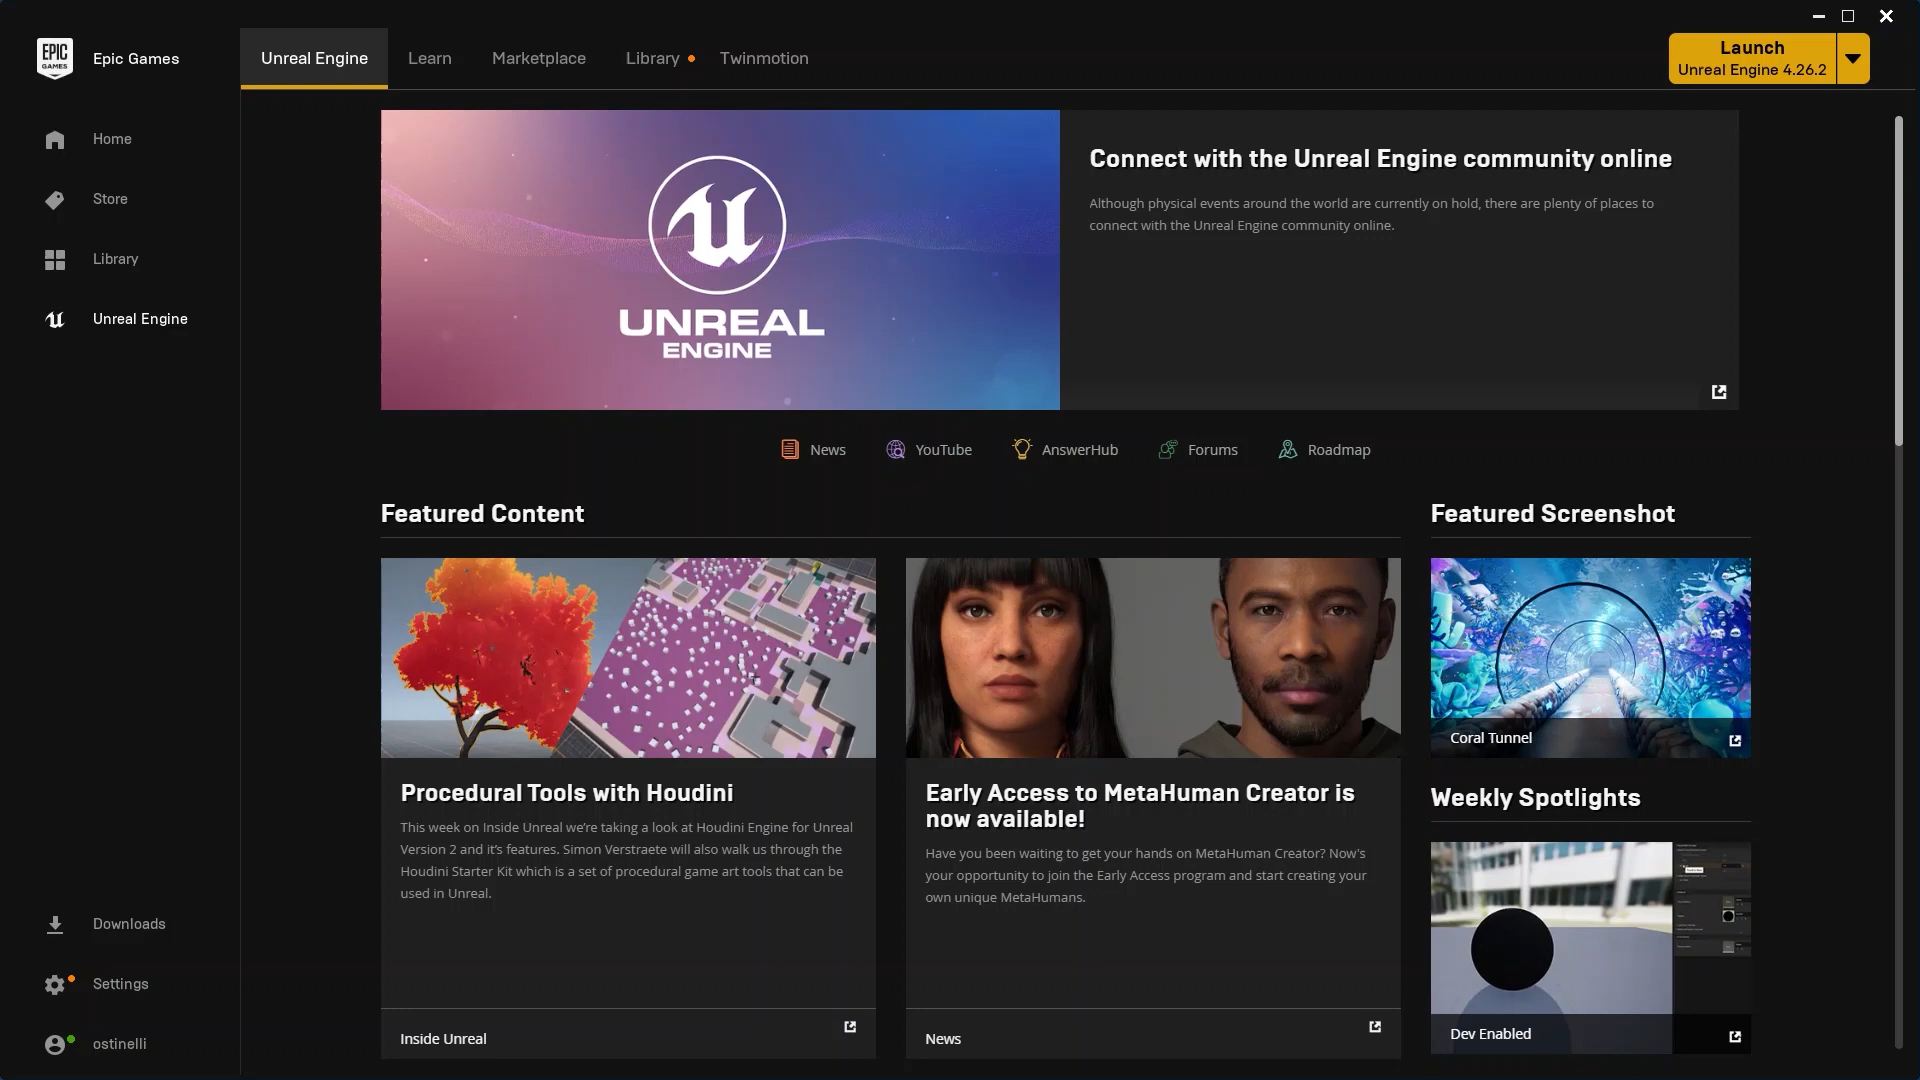 EPIC
GAMES
Epic Games
Unreal Engine
Learn
Marketplace
Library
Twinmotion
Launch
Unreal Engine 4.26.2
Home
Store
Library
Unreal Engine
UNREAL
ENGINE
Connect with the Unreal Engine community online
Although physical events around the world are currently on hold, there are plenty of places to
connect with the Unreal Engine community online.
News
YouTube
AnswerHub
Forums
Roadmap
Featured Content
Procedural Tools with Houdini
This week on Inside Unreal we’re taking a look at Houdini Engine for Unreal
Version 2 and it’s features. Simon Verstraete will also walk us through the
Houdini Starter Kit which is a set of procedural game art tools that can be
used in Unreal.
Inside Unreal
Early Access to MetaHuman Creator is
now available!
Have you been waiting to get your hands on MetaHuman Creator? Now's
your opportunity to join the Early Access program and start creating your
own unique MetaHumans.
News
Featured Screenshot
Coral Tunnel
Weekly Spotlights
Dev Enabled
Downloads
Settings
ostinelli